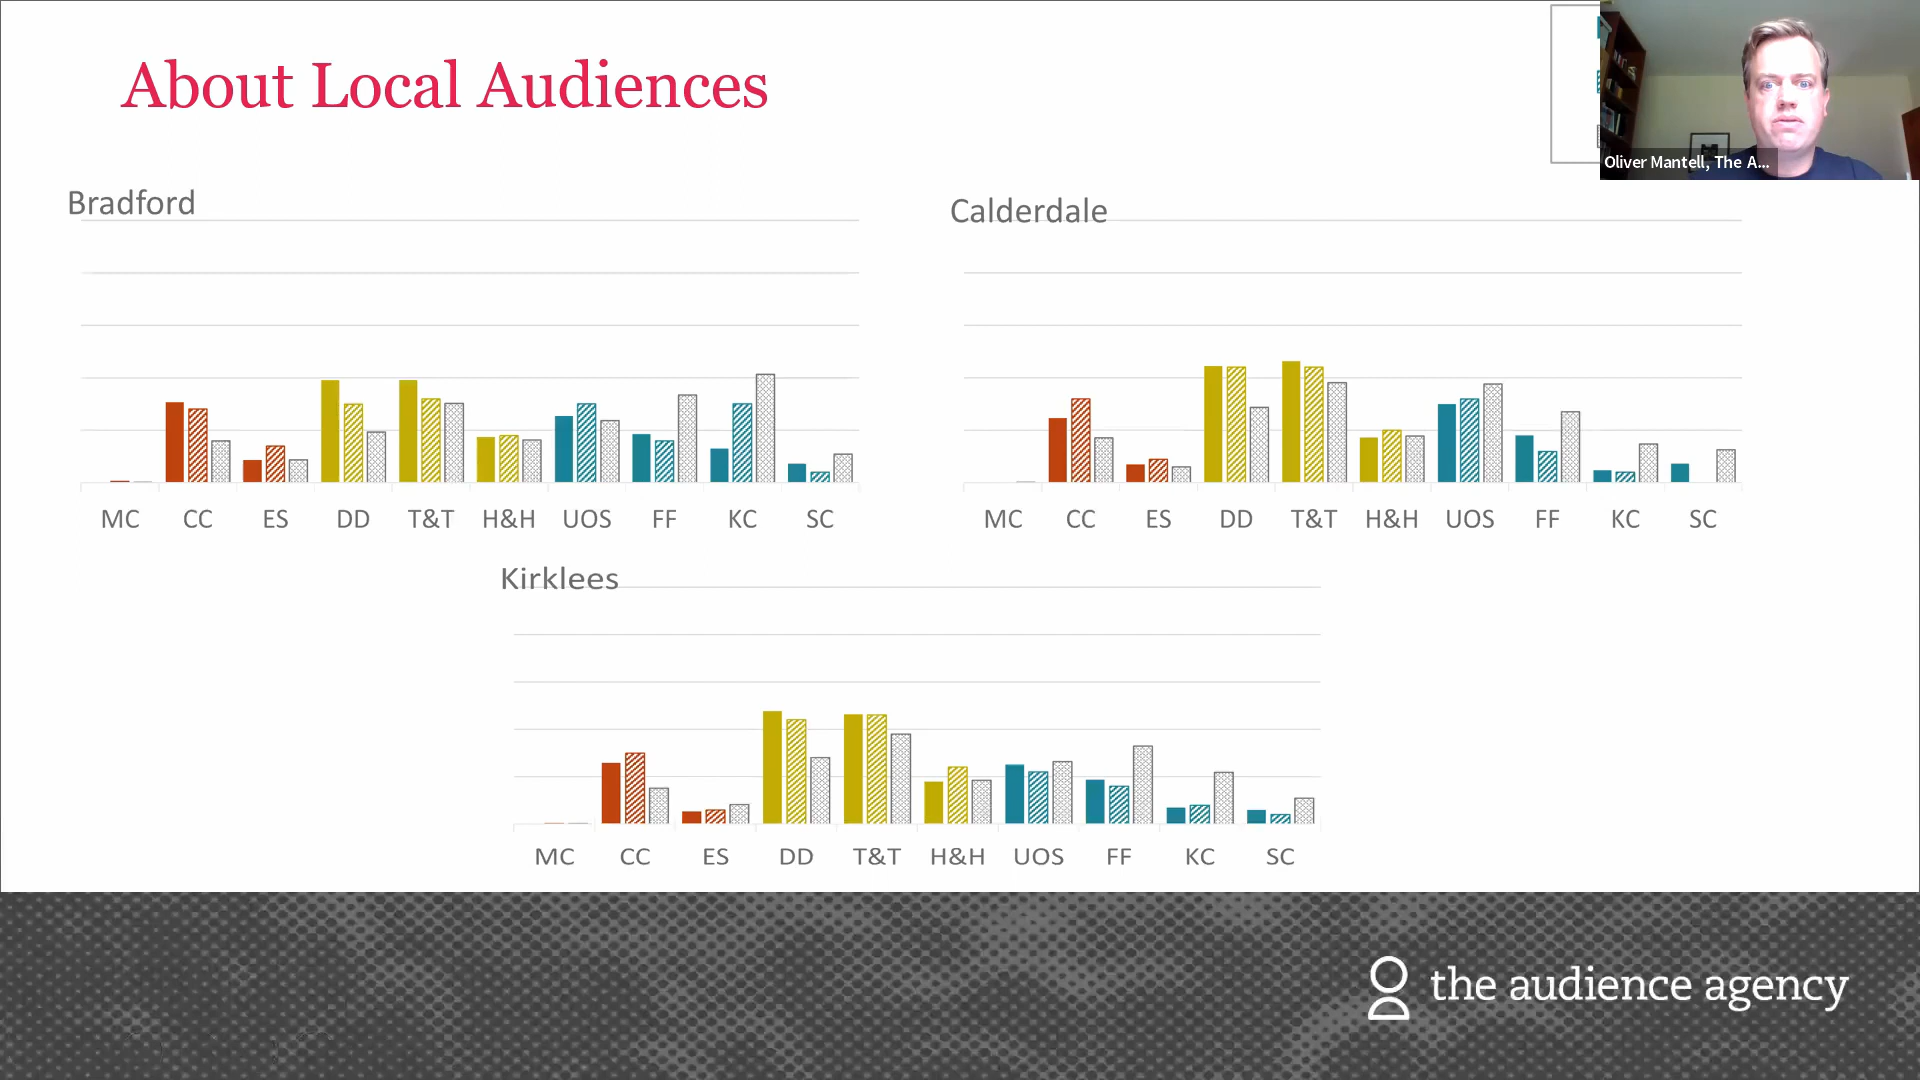 About Local Audiences
Oliver Mantell, The A...
Bradford
Calderdale
MC CC ES DD T&T H&H UOS FF KC SC
MC CC ES DD T&T H&H UOS FF KC SC
Kirklees
MC CC ES DD T&T H&H UOS FF KC SC
the audience agency